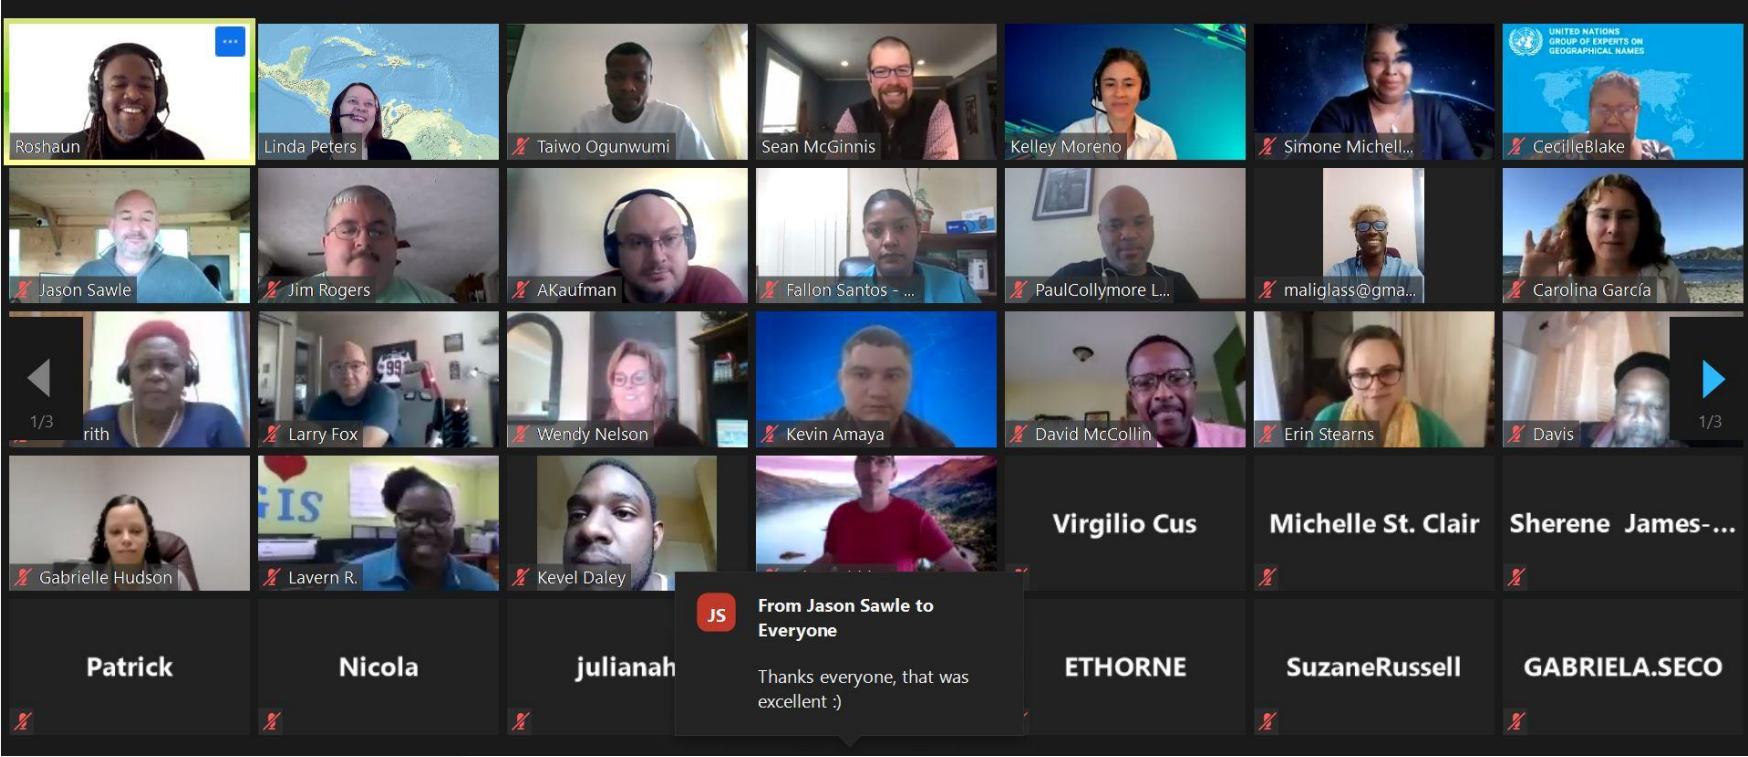 ...
Roshaun
Linda Peters
Taiwo Ogunwumi
Sean McGinnis
Kelley Moreno
Simone Michell...
UNITED NATIONS
GROUP OF EXPERTS ON
GEOGRAPHICAL NAMES
CecilleBlake
Jason Sawle
Jim Rogers
AKaufman
Fallon Santos - ...
PaulCollymore L...
maliglass@gma...
Carolina García
1/3
rith
99
Larry Fox
Wendy Nelson
Kevin Amaya
David McCollin
Erin Stearns
Davis
1/3
Gabrielle Hudson
GIS
Lavern R.
Kevel Daley
Virgilio Cus
Michelle St. Clair
Sherene James-...
Patrick
Nicola
julianah
JS
From Jason Sawle to
Everyone
Thanks everyone, that was
excellent :)
ETHORNE
SuzaneRussell
GABRIELA.SECO